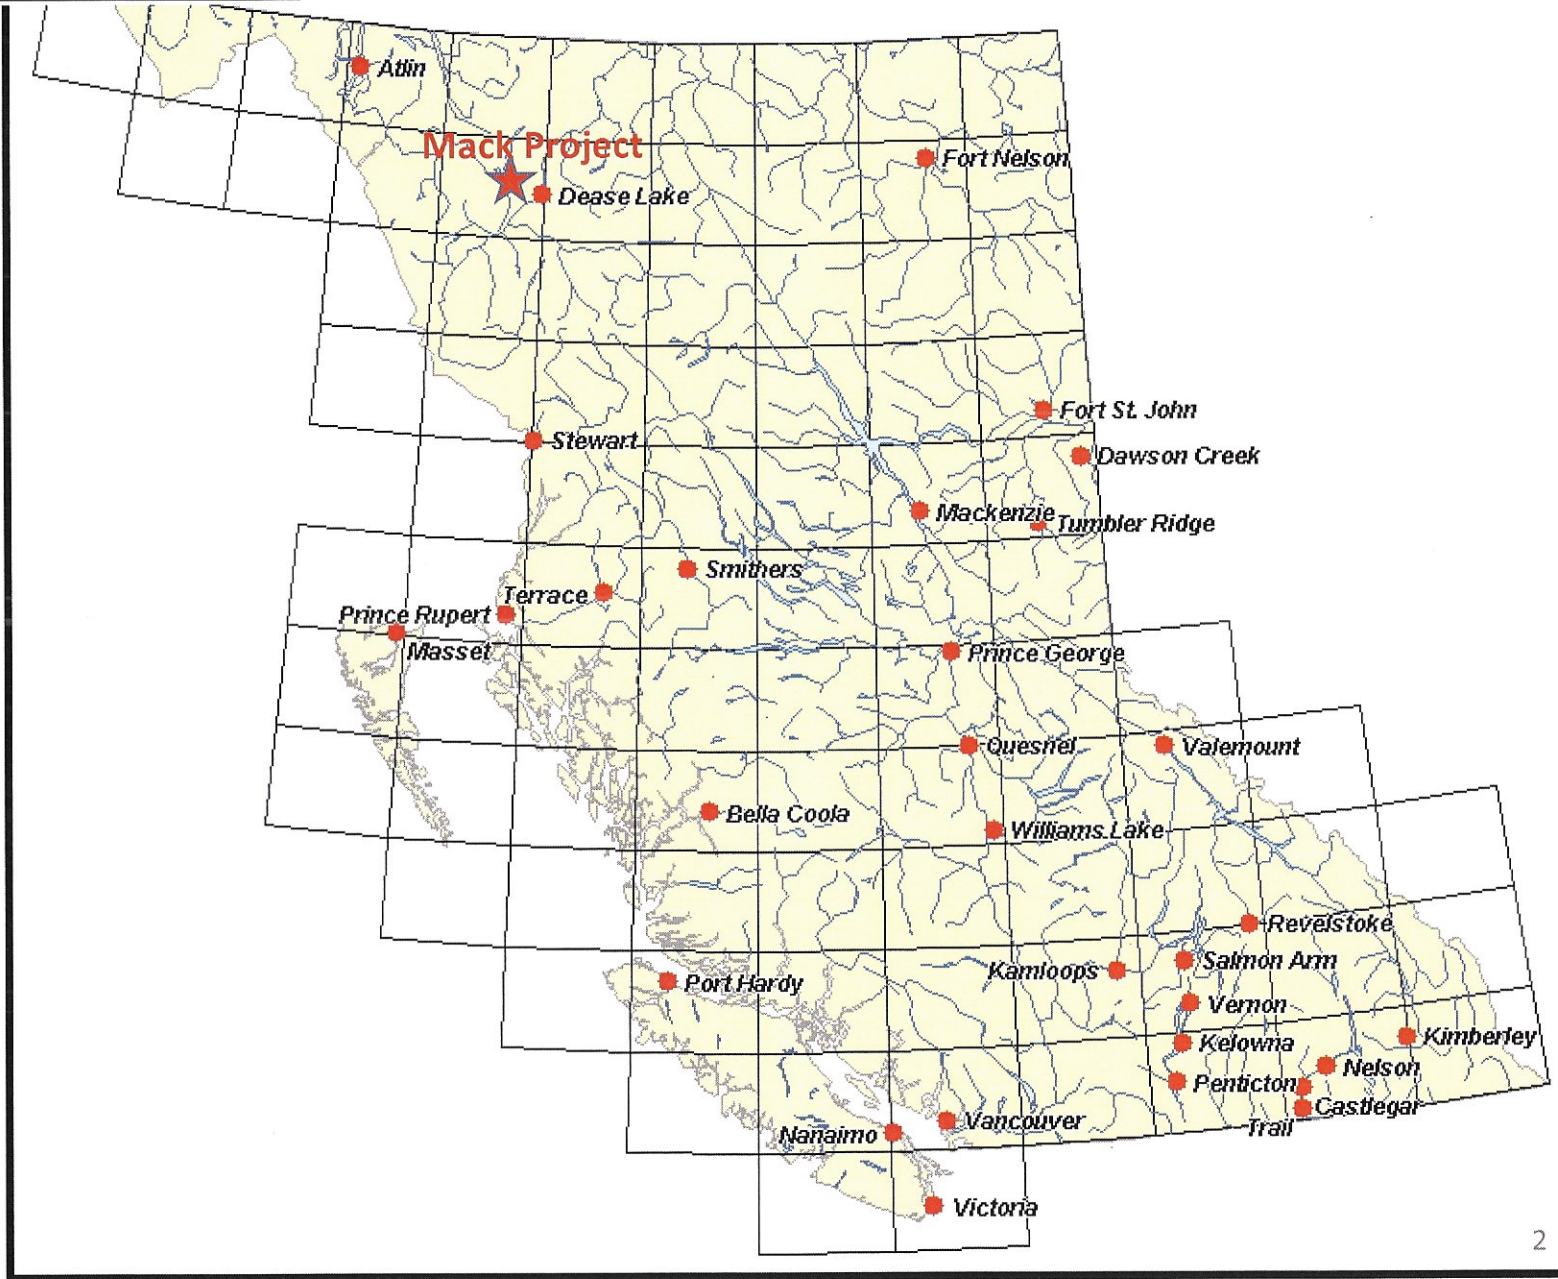 Atlin
Mack Project
Fort Nelson
Dease Lake
Fort St. John
Stewart
Dawson Creek
Mackenzie
Tumbler Ridge
Smithers
Terrace
Prince Rupert
Masset
Prince George
Quesnel
Valemount
Bella Coola
Williams Lake
Revelstoke
Salmon Arm
Kamloops
Port Hardy
Vernon
Kimberley
Kelowna
Nelson
Penticton
Castlegar
Vancouver
Trail
Nanaimo
Victoria
2